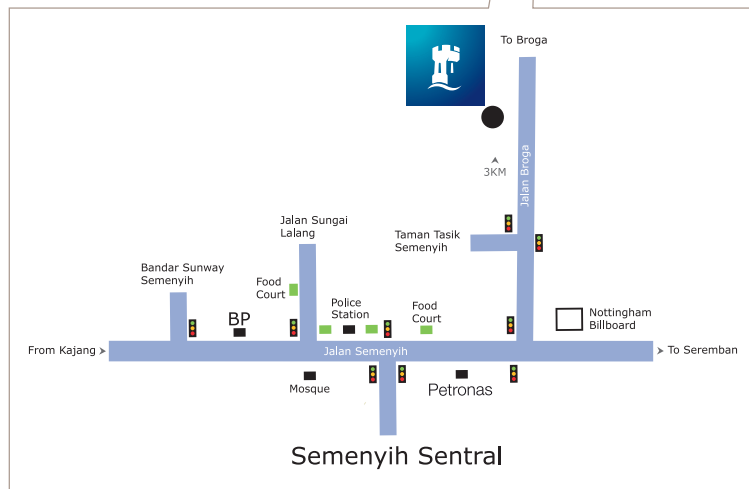 To Broga
3KM
Jalan Broga
Jalan Sungai
Lalang
Taman Tasik
Semenyih
Bandar Sunway
Semenyih
Food
Court
BP
Police
Station
Food
Court
Nottingham
Billboard
From Kajang
Jalan Semenyih
To Seremban
Mosque
Petronas
Semenyih Sentral